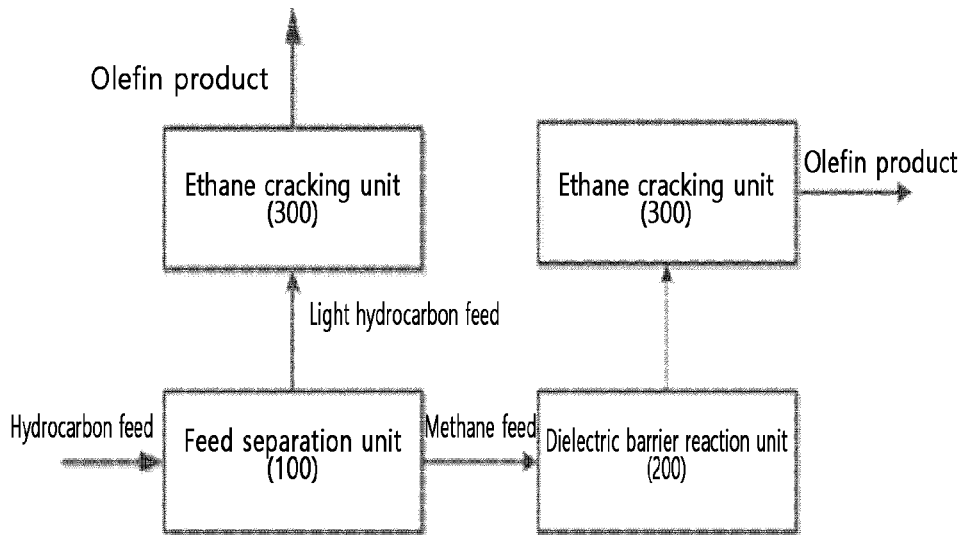 Olefin product
Ethane cracking unit
(300)
Ethane cracking unit
(300)
Olefin product
Light hydrocarbon feed
Hydrocarbon feed
Feed separation unit
(100)
Methane feed
Dielectric barrier reaction unit
(200)